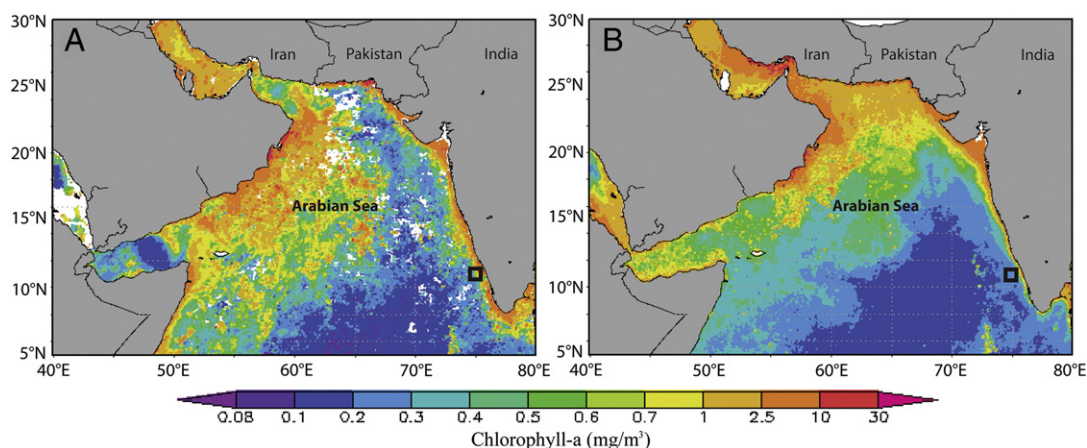 A
Iran
Pakistan
India
Arabian Sea
30°N
25°N
20°N
15°N
10°N
5°N
40°E
50°E
60°E
70°E
80°E
B
Iran
Pakistan
India
Arabian Sea
30°N
25°N
20°N
15°N
10°N
5°N
40°E
50°E
60°E
70°E
80°E
0.08 0.1 0.2 0.3 0.4 0.5 0.6 0.7 1 2.5 10 30
Chlorophyll-a (mg/m³)